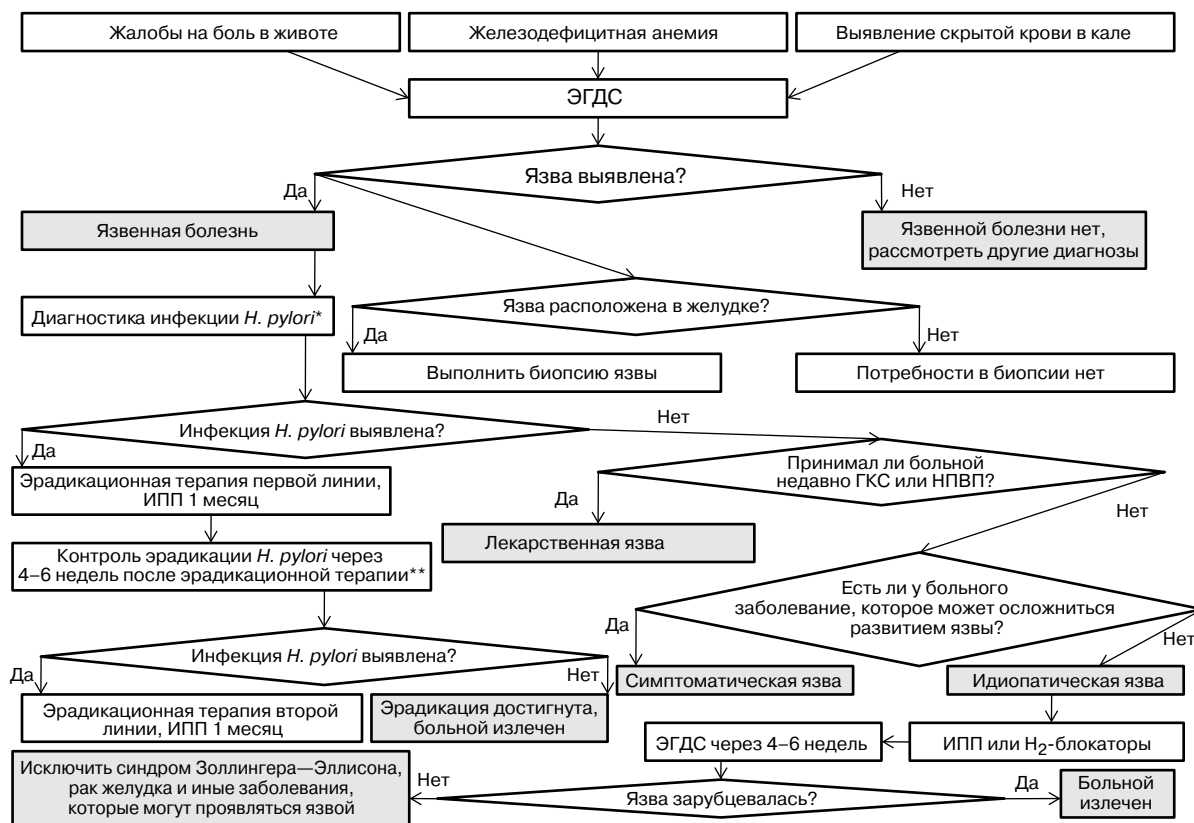 Жалобы на боль в животе
Железодефицитная анемия
Выявление скрытой крови в кале
ЭГДС
Язва выявлена?
Да
Нет
Язвенная болезнь
Язвенной болезни нет,
рассмотреть другие диагнозы
Диагностика инфекции H. pylori*
Язва расположена в желудке?
Да
Нет
Выполнить биопсию язвы
Потребности в биопсии нет
Инфекция H. pylori выявлена?
Нет
Да
Эрадикационная терапия первой линии,
ИПП 1 месяц
Принимал ли больной
недавно ГКС или НПВП?
Да
Нет
Лекарственная язва
Контроль эрадикации H. pylori через
4–6 недель после эрадикационной терапии**
Есть ли у больного
заболевание, которое может осложниться
развитием язвы?
Да
Нет
Инфекция H. pylori выявлена?
Да
Нет
Симптоматическая язва
Идиопатическая язва
Эрадикационная терапия второй
линии, ИПП 1 месяц
Эрадикация достигнута,
больной излечен
ЭГДС через 4–6 недель
ИПП или H2-блокаторы
Исключить синдром Золлингера—Эллисона,
рак желудка и иные заболевания,
которые могут проявляться язвой
Нет
Язва зарубцевалась?
Да
Больной
излечен